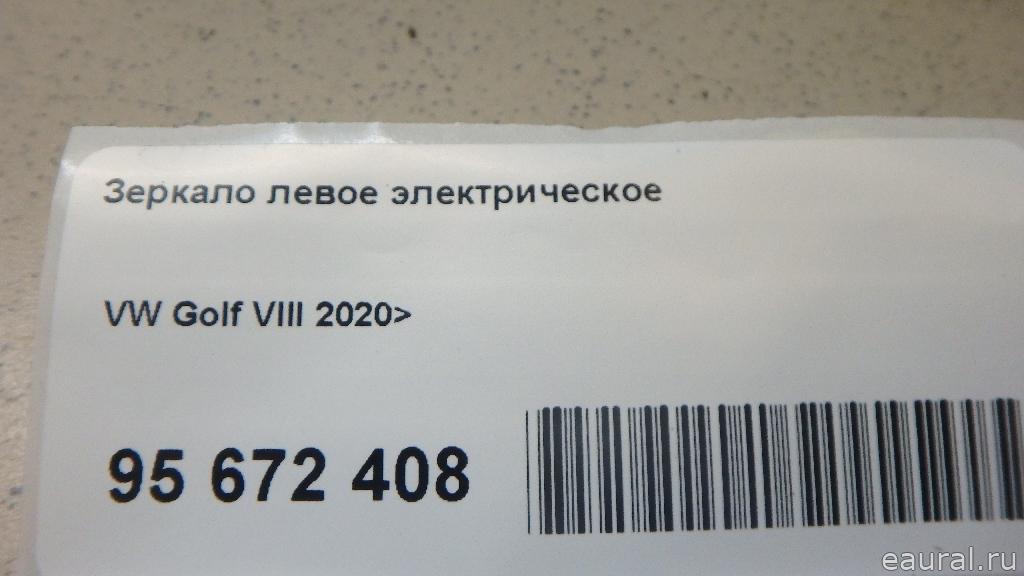 Зеркало левое электрическое
VW Golf VIII 2020>
95 672 408
eaural.ru